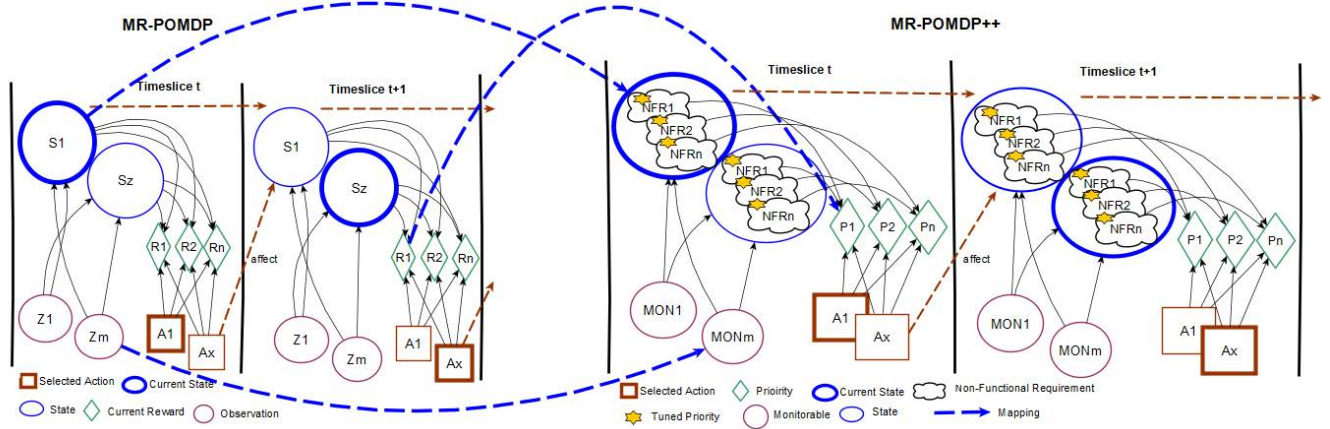 MR-POMDP
MR-POMDP++
Timeslice t
Timeslice t+1
Timeslice t
Timeslice t+1
S1
Sz
R1
R2
Rn
Z1
Zm
A1
Ax
affect
S1
Sz
R1
R2
Rn
Z1
Zm
A1
Ax
NFR1
NFR2
NFRn
NFR1
NFR2
NFRn
P1
P2
Pn
MON1
MONm
A1
Ax
affect
NFR1
NFR2
NFRn
NFR1
NFR2
NFRn
P1
P2
Pn
MON1
MONm
A1
Ax
Selected Action
Current State
State
Current Reward
Observation
Selected Action
Prioirity
Current State
Non-Functional Requirement
Tuned Priority
Monitorable
State
Mapping